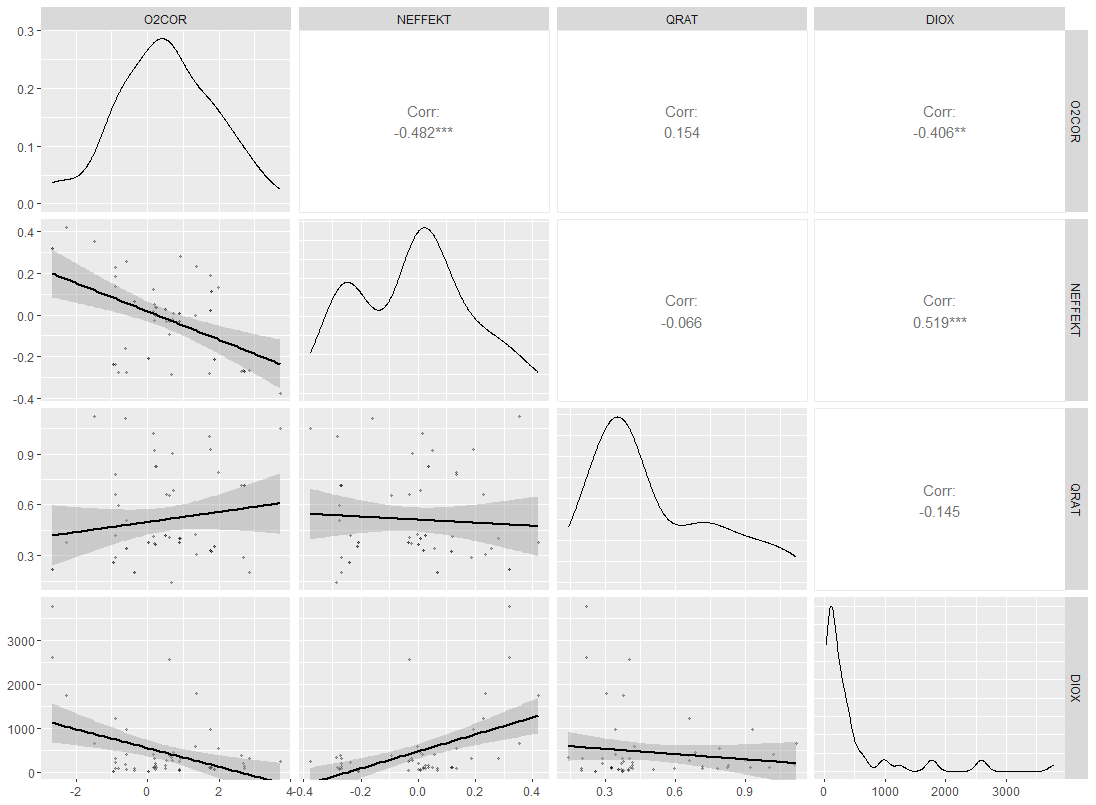 O2COR NEFFEKT QRAT DIOX
0.3
0.2
0.1
0.0
Corr:
-0.482***
Corr:
0.154
Corr:
-0.406**
O2COR
0.4
0.2
0.0
-0.2
-0.4
Corr:
-0.066
Corr:
0.519***
NEFFEKT
0.9
0.6
0.3
Corr:
-0.145
QRAT
3000
2000
1000
0
DIOX
-2 0 2 4 -0.4 -0.2 0.0 0.2 0.4 0.3 0.6 0.9 0 1000 2000 3000